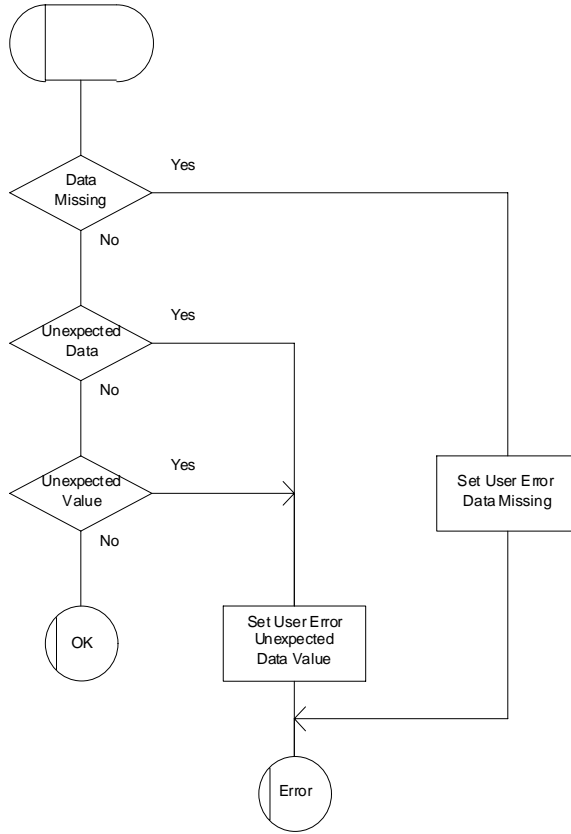 Yes
Data
Missing
No
Yes
Unexpected
Data
No
Yes
Unexpected
Value
No
Set User Error
Data Missing
OK
Set User Error
Unexpected
Data Value
Error